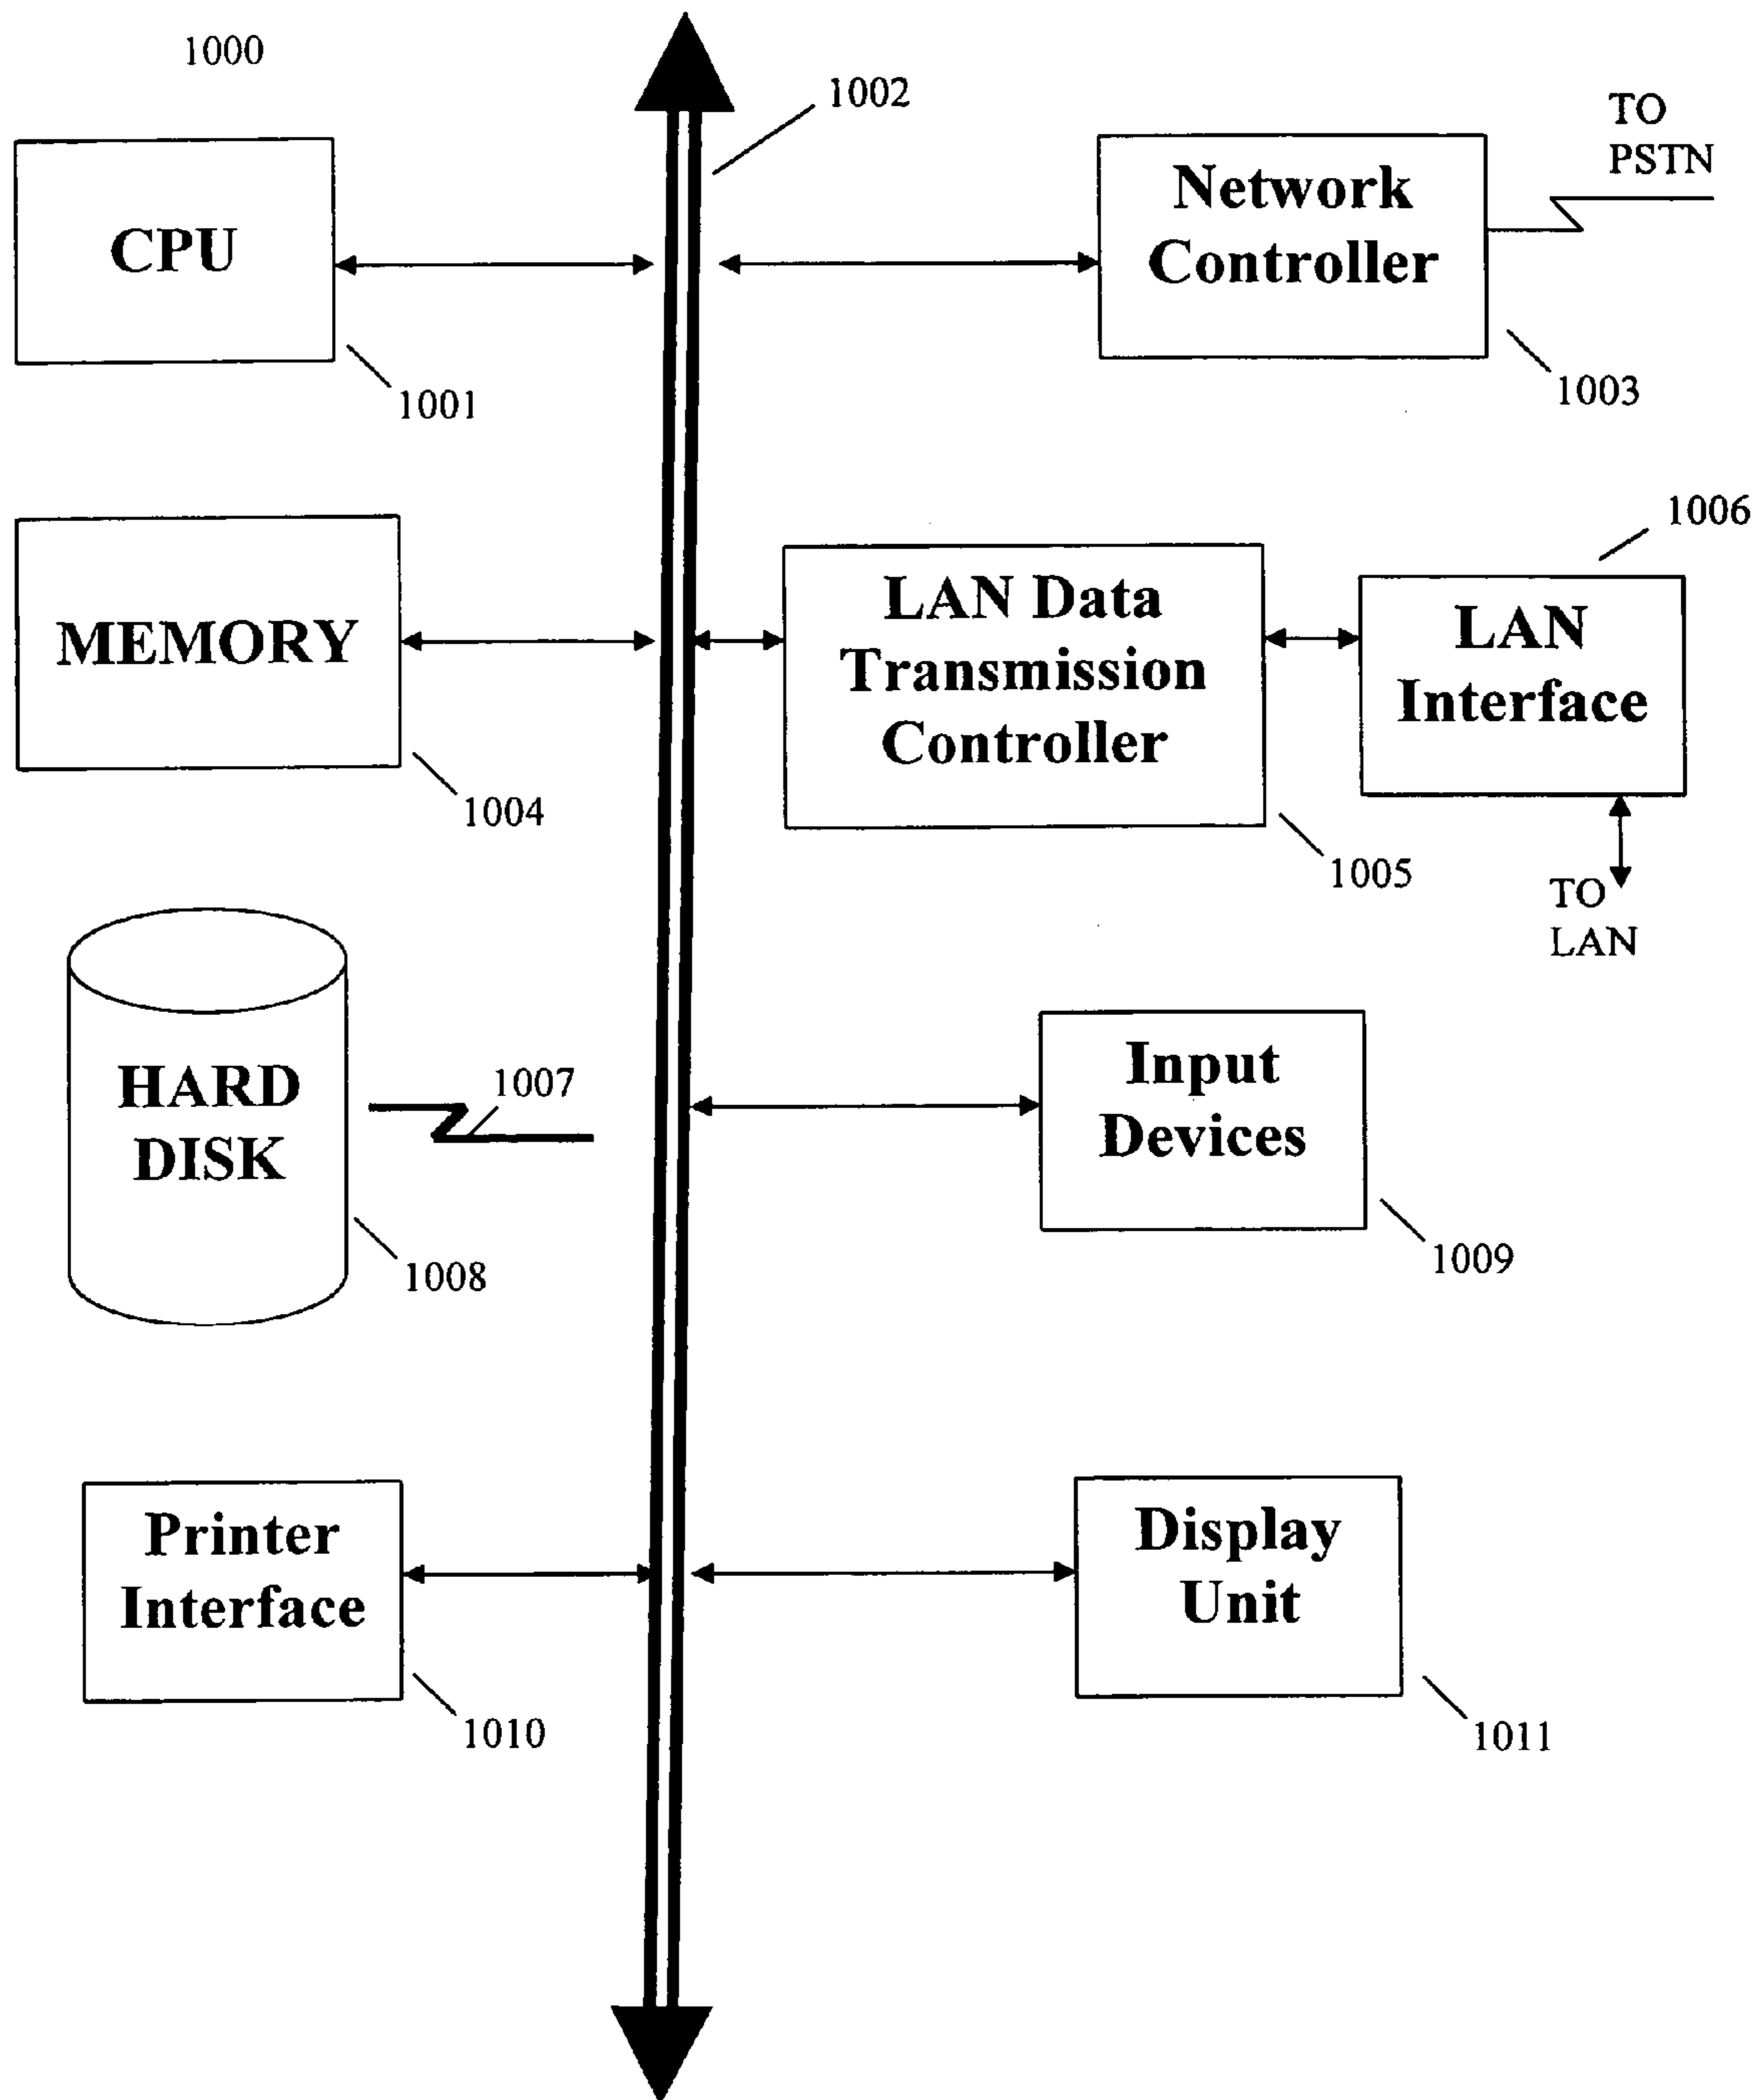 1000
1002
TO
PSTN
CPU
Network
Controller
1001
1003
MEMORY
1004
LAN Data
Transmission
Controller
1005
1006
LAN
Interface
TO
LAN
HARD
DISK
1007
1008
Input
Devices
1009
Printer
Interface
1010
Display
Unit
1011